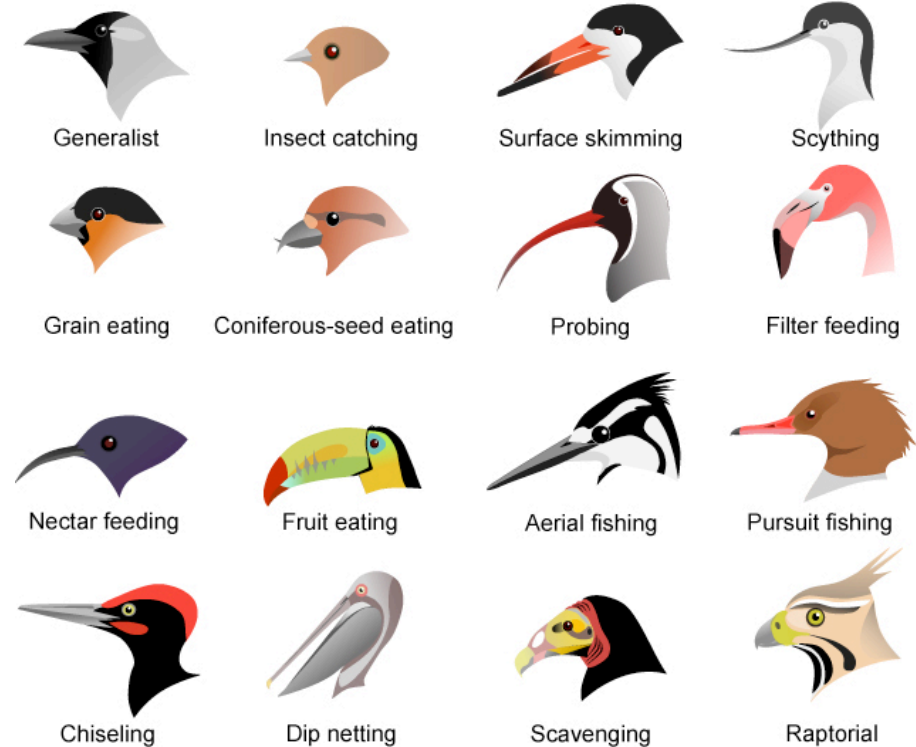 Generalist
Insect catching
Surface skimming
Scything
Grain eating
Coniferous-seed eating
Probing
Filter feeding
Nectar feeding
Fruit eating
Aerial fishing
Pursuit fishing
Chiseling
Dip netting
Scavenging
Raptorial